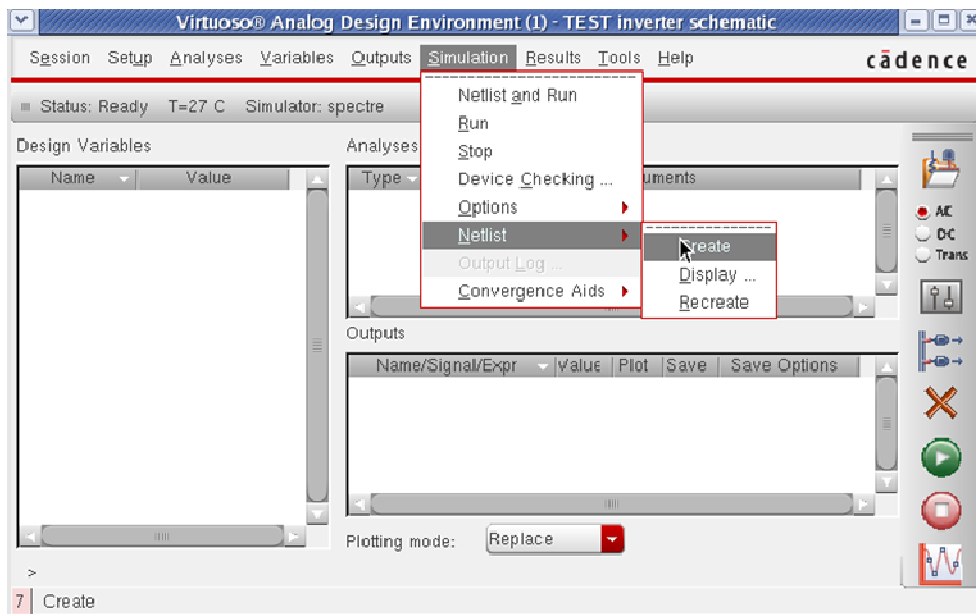 Virtuoso® Analog Design Environment (1) - TEST inverter schematic
Session Setup Analyses Variables Outputs Simulation Results Tools Help
cādence
Status: Ready T=27 C Simulator: spectre
Netlist and Run
Run
Stop
Device Checking ...
Options
Netlist
Output Log ...
Convergence Aids
Create
Display ...
Recreate
Design Variables
Name Value
Analyses
Type uments
AC
DC
Trans
Outputs
Name/Signal/Expr Value Plot Save Save Options
Plotting mode: Replace
>
7 Create